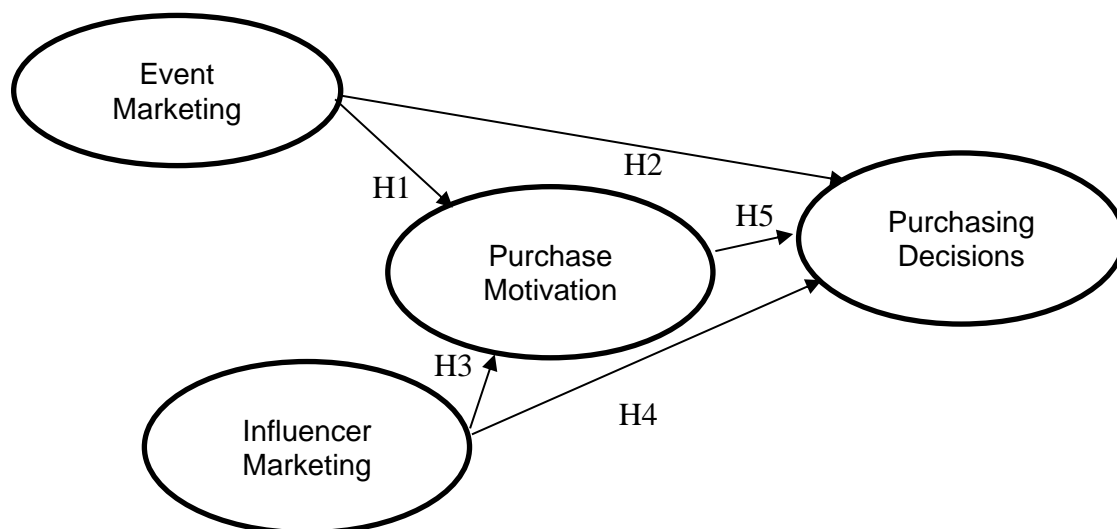 Event
Marketing
H1
H2
H5
Purchasing
Decisions
Purchase
Motivation
H3
H4
Influencer
Marketing